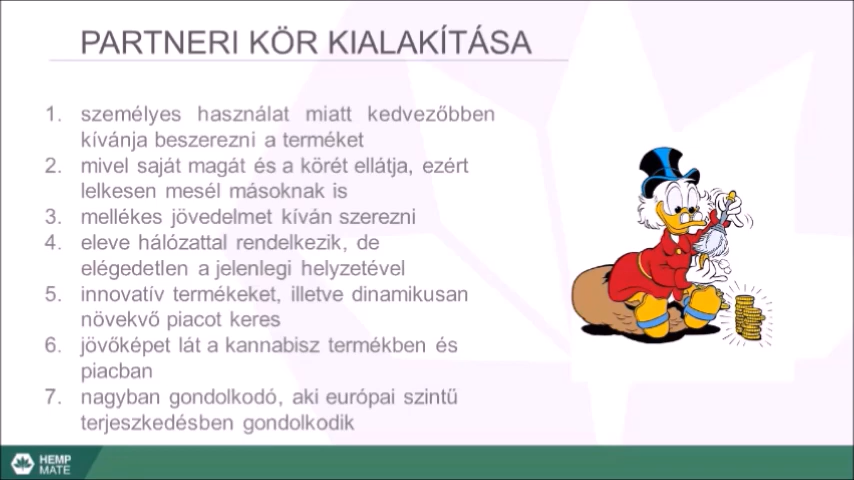 PARTNERI KÖR KIALAKÍTÁSA
1. személyes használat miatt kedvezőbben
kívánja beszerezni a terméket
2. mivel saját magát és a körét ellátja, ezért
lelkesen mesél másoknak is
3. mellékes jövedelmet kíván szerezni
4. eleve hálózattal rendelkezik, de
elégedetlen a jelenlegi helyzetével
5. innovatív termékeket, illetve dinamikusan
növekvő piacot keres
6. jövőképet lát a kannabisz termékben és
piacban
7. nagyban gondolkodó, aki európai szintű
terjeszkedésben gondolkodik
HEMP
MATE